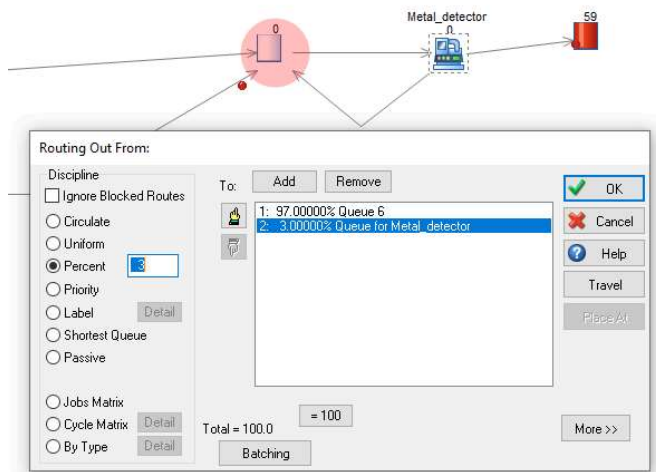 Metal_detector
0
0
59
Routing Out From:
Discipline
Ignore Blocked Routes
Circulate
Uniform
Percent 3
Priority
Label Detail
Shortest Queue
Passive
Jobs Matrix
Cycle Matrix Detail
By Type Detail
To: Add Remove
1: 97.00000% Queue 6
2: 3.00000% Queue for Metal_detector
= 100
Total = 100.0
Batching
OK
Cancel
Help
Travel
Place At
More >>